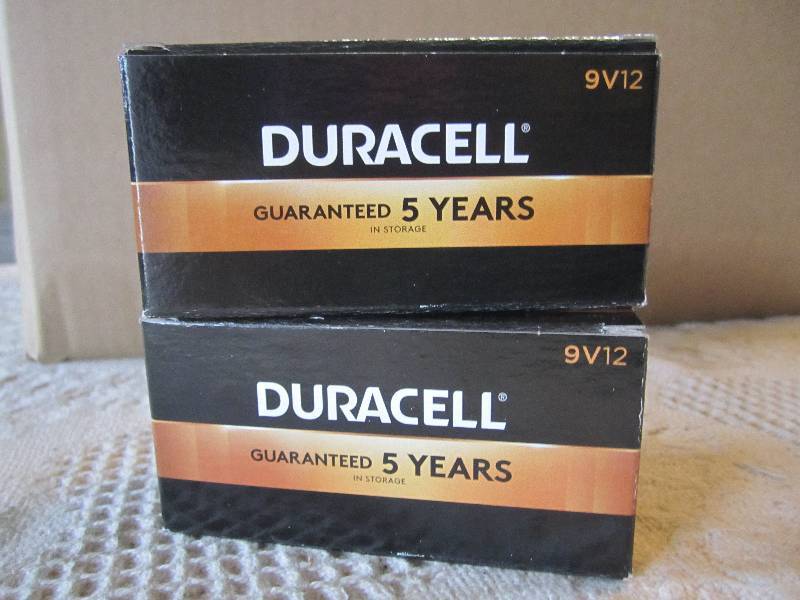 9V12
DURACELL®
GUARANTEED 5 YEARS
IN STORAGE
9V12
DURACELL®
GUARANTEED 5 YEARS
IN STORAGE